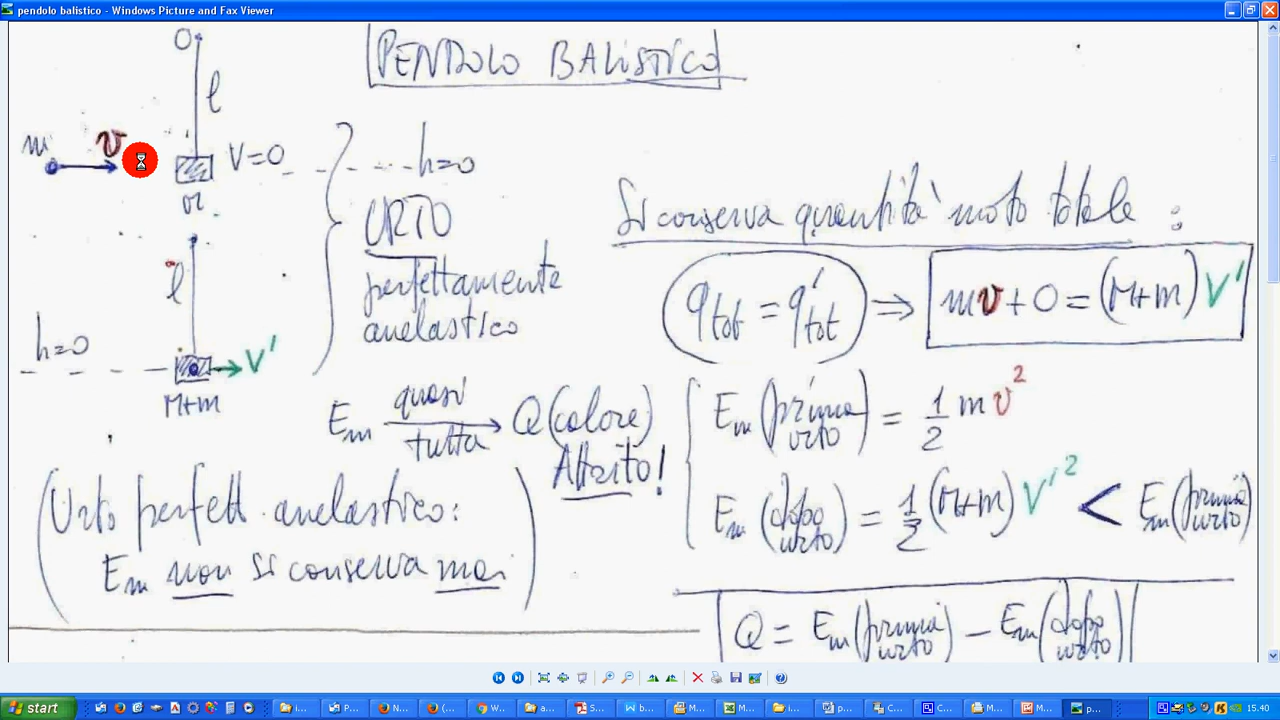 pendolo balistico - Windows Picture and Fax Viewer
PENDOLO BALISTICO
O
l
m
v
V=0
h=0
M
URTO
perfettamente
anelastico
l
h=0
V'
M+m
Si conserva quantità moto totale :
q tot = q' tot ⇒ mv + 0 = (M+m) V'
Em quasi tutta → Q (calore)
Attrito!
Em (prima urto) = 1/2 m v²
Em (dopo urto) = 1/2 (M+m) V'² < Em (prima urto)
(Urto perfett. anelastico:
Em non si conserva mai)
Q = Em (prima urto) - Em (dopo urto)
start
15.40